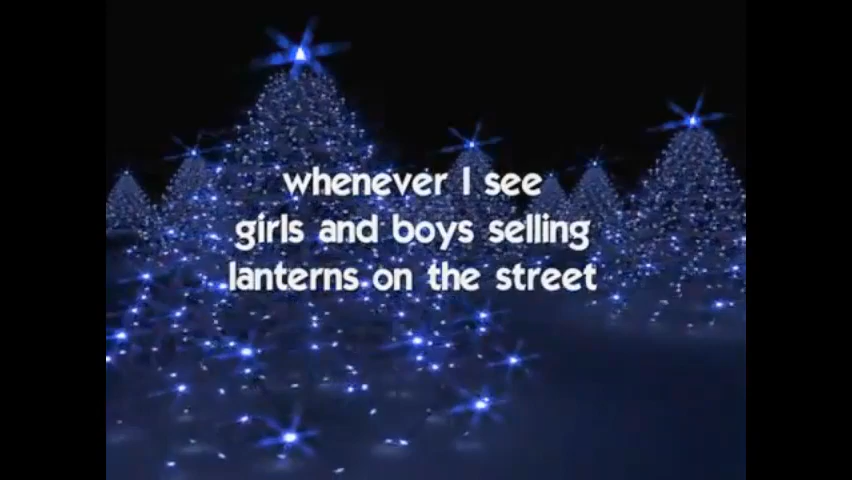 whenever I see
girls and boys selling
lanterns on the street